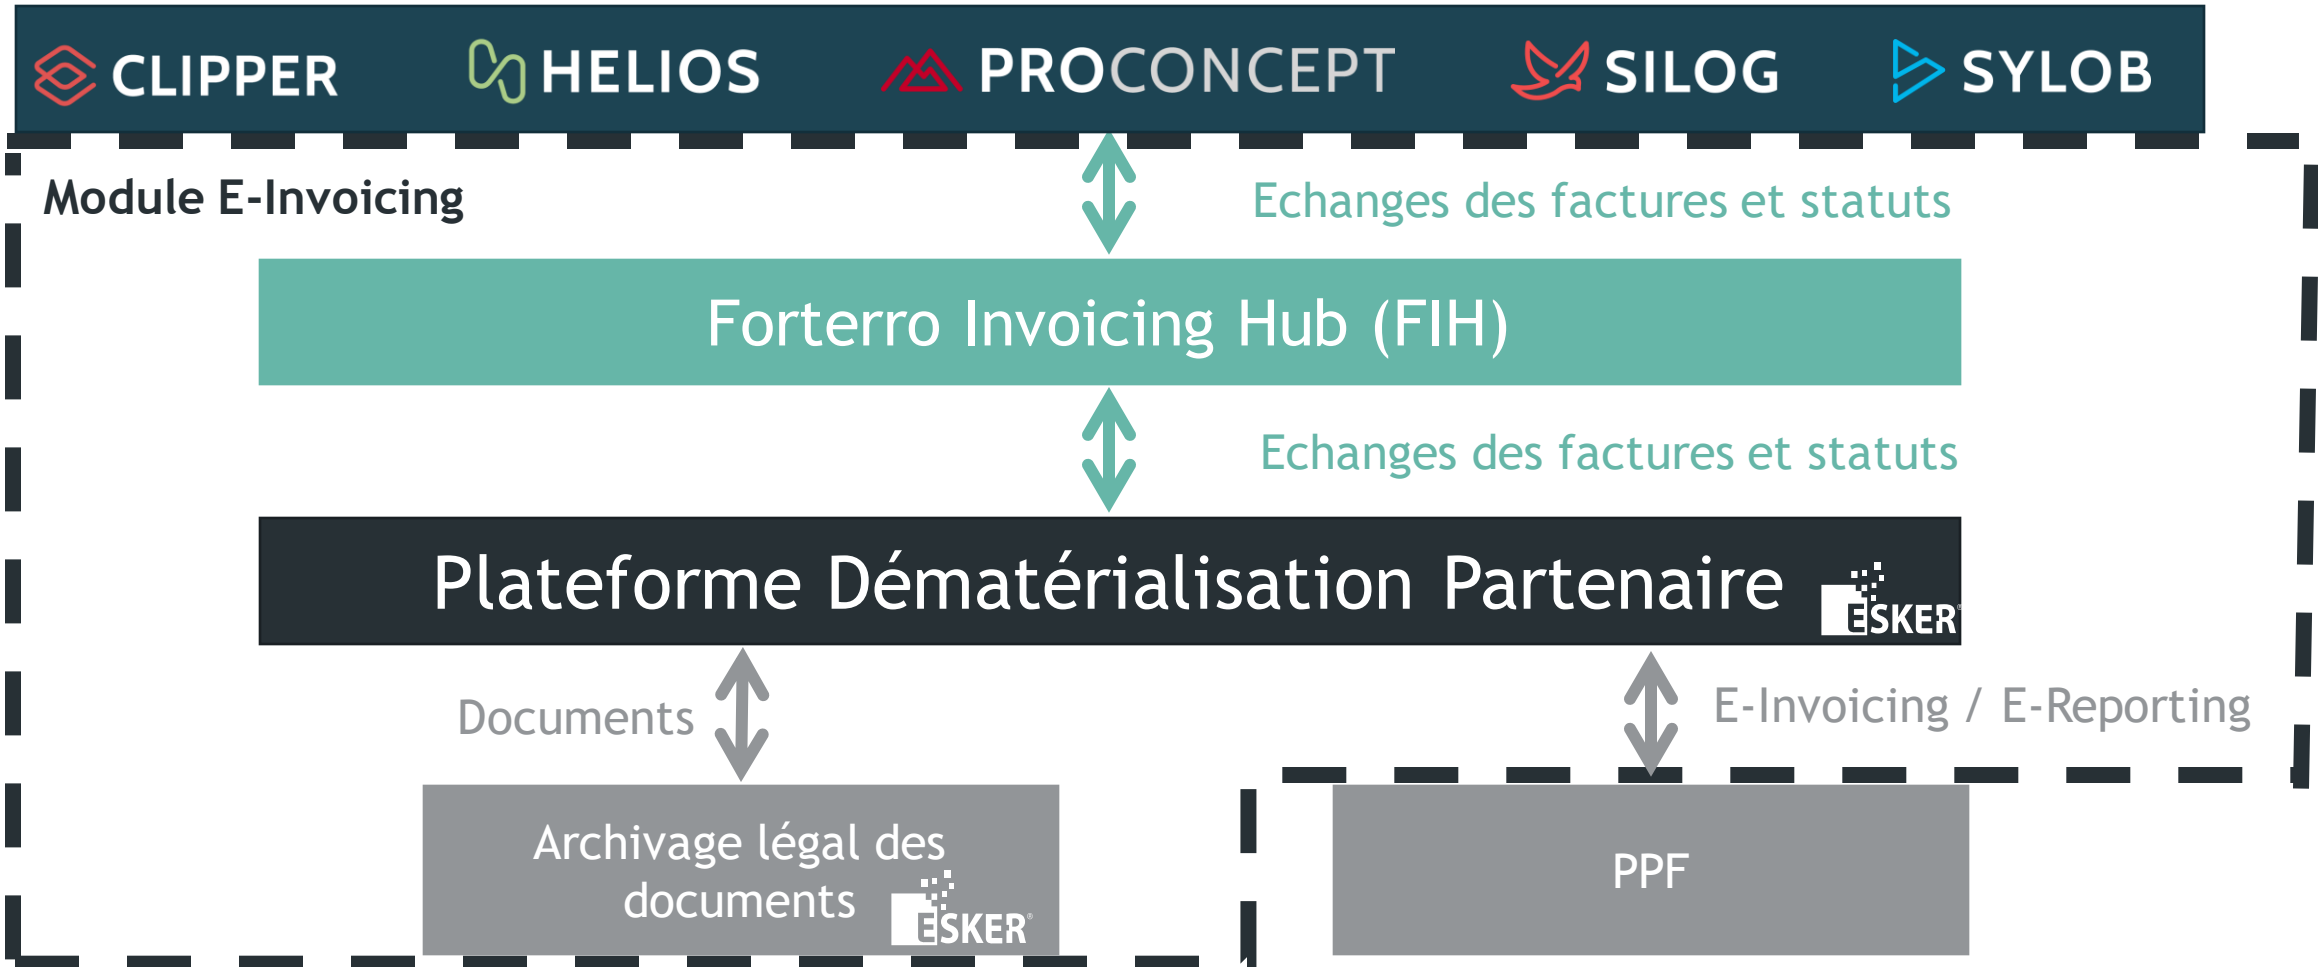 CLIPPER HELIOS PROCONCEPT SILOG SYLOB
Module E-Invoicing
Echanges des factures et statuts
Forterro Invoicing Hub (FIH)
Echanges des factures et statuts
Plateforme Dématérialisation Partenaire ESKER®
Documents
E-Invoicing / E-Reporting
Archivage légal des
documents ESKER®
PPF